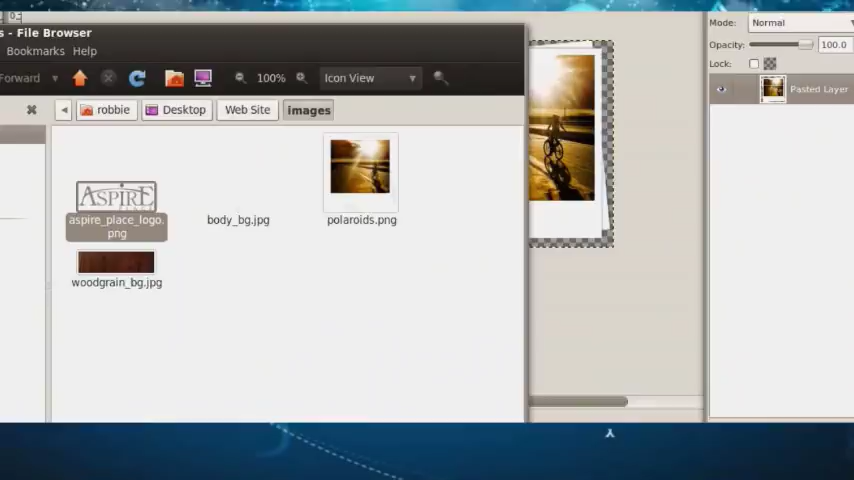 s - File Browser
Mode: Normal
Bookmarks Help
Opacity: 100.0
Forward 100% Icon View
Lock:
Pasted Layer
robbie Desktop Web Site images
ASPIRE
aspire_place_logo.
png
body_bg.jpg
polaroids.png
woodgrain_bg.jpg